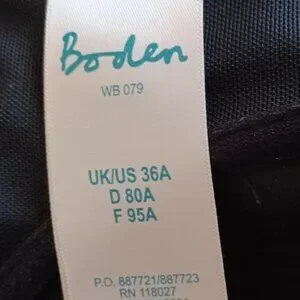 Boden
WB 079
UK/US 36A
D 80A
F 95A
P.O. 887721/887723
RN 118027